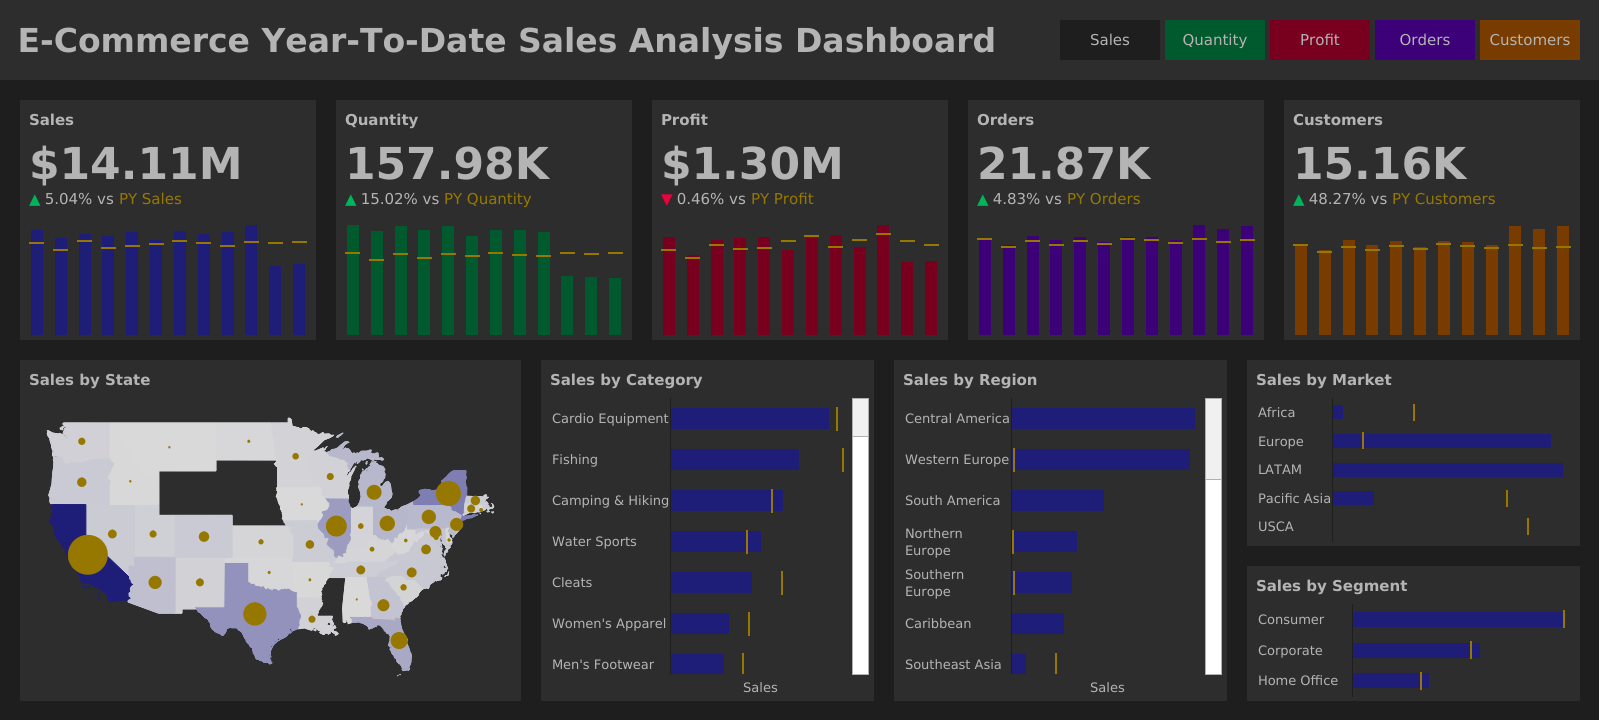 E-Commerce Year-To-Date Sales Analysis Dashboard
Sales
Quantity
Profit
Orders
Customers
Sales
$14.11M
▲ 5.04% vs PY Sales
Quantity
157.98K
▲ 15.02% vs PY Quantity
Profit
$1.30M
▼ 0.46% vs PY Profit
Orders
21.87K
▲ 4.83% vs PY Orders
Customers
15.16K
▲ 48.27% vs PY Customers
Sales by State
Sales by Category
Cardio Equipment
Fishing
Camping & Hiking
Water Sports
Cleats
Women's Apparel
Men's Footwear
Sales
Sales by Region
Central America
Western Europe
South America
Northern
Europe
Southern
Europe
Caribbean
Southeast Asia
Sales
Sales by Market
Africa
Europe
LATAM
Pacific Asia
USCA
Sales by Segment
Consumer
Corporate
Home Office